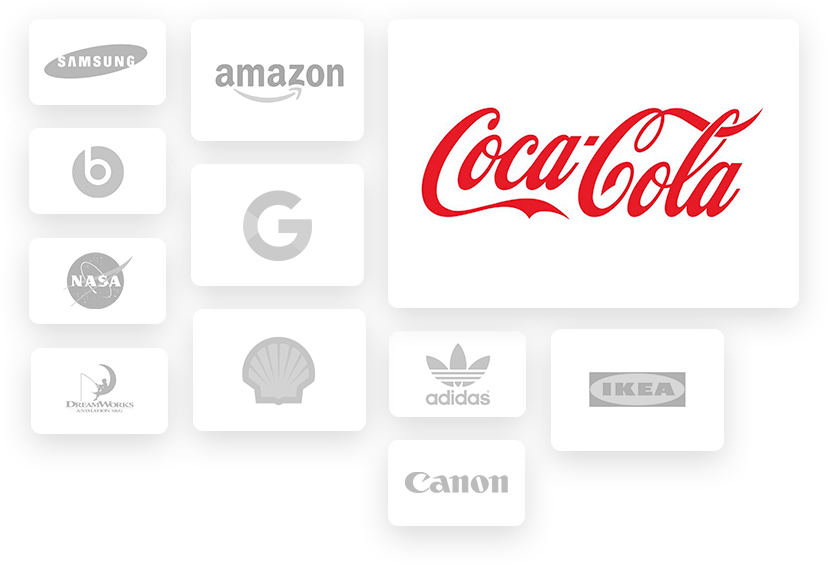 SAMSUNG
amazon
Coca-Cola
b
NASA
G
DREAMWORKS
ANIMATION SKG
adidas
IKEA
Canon